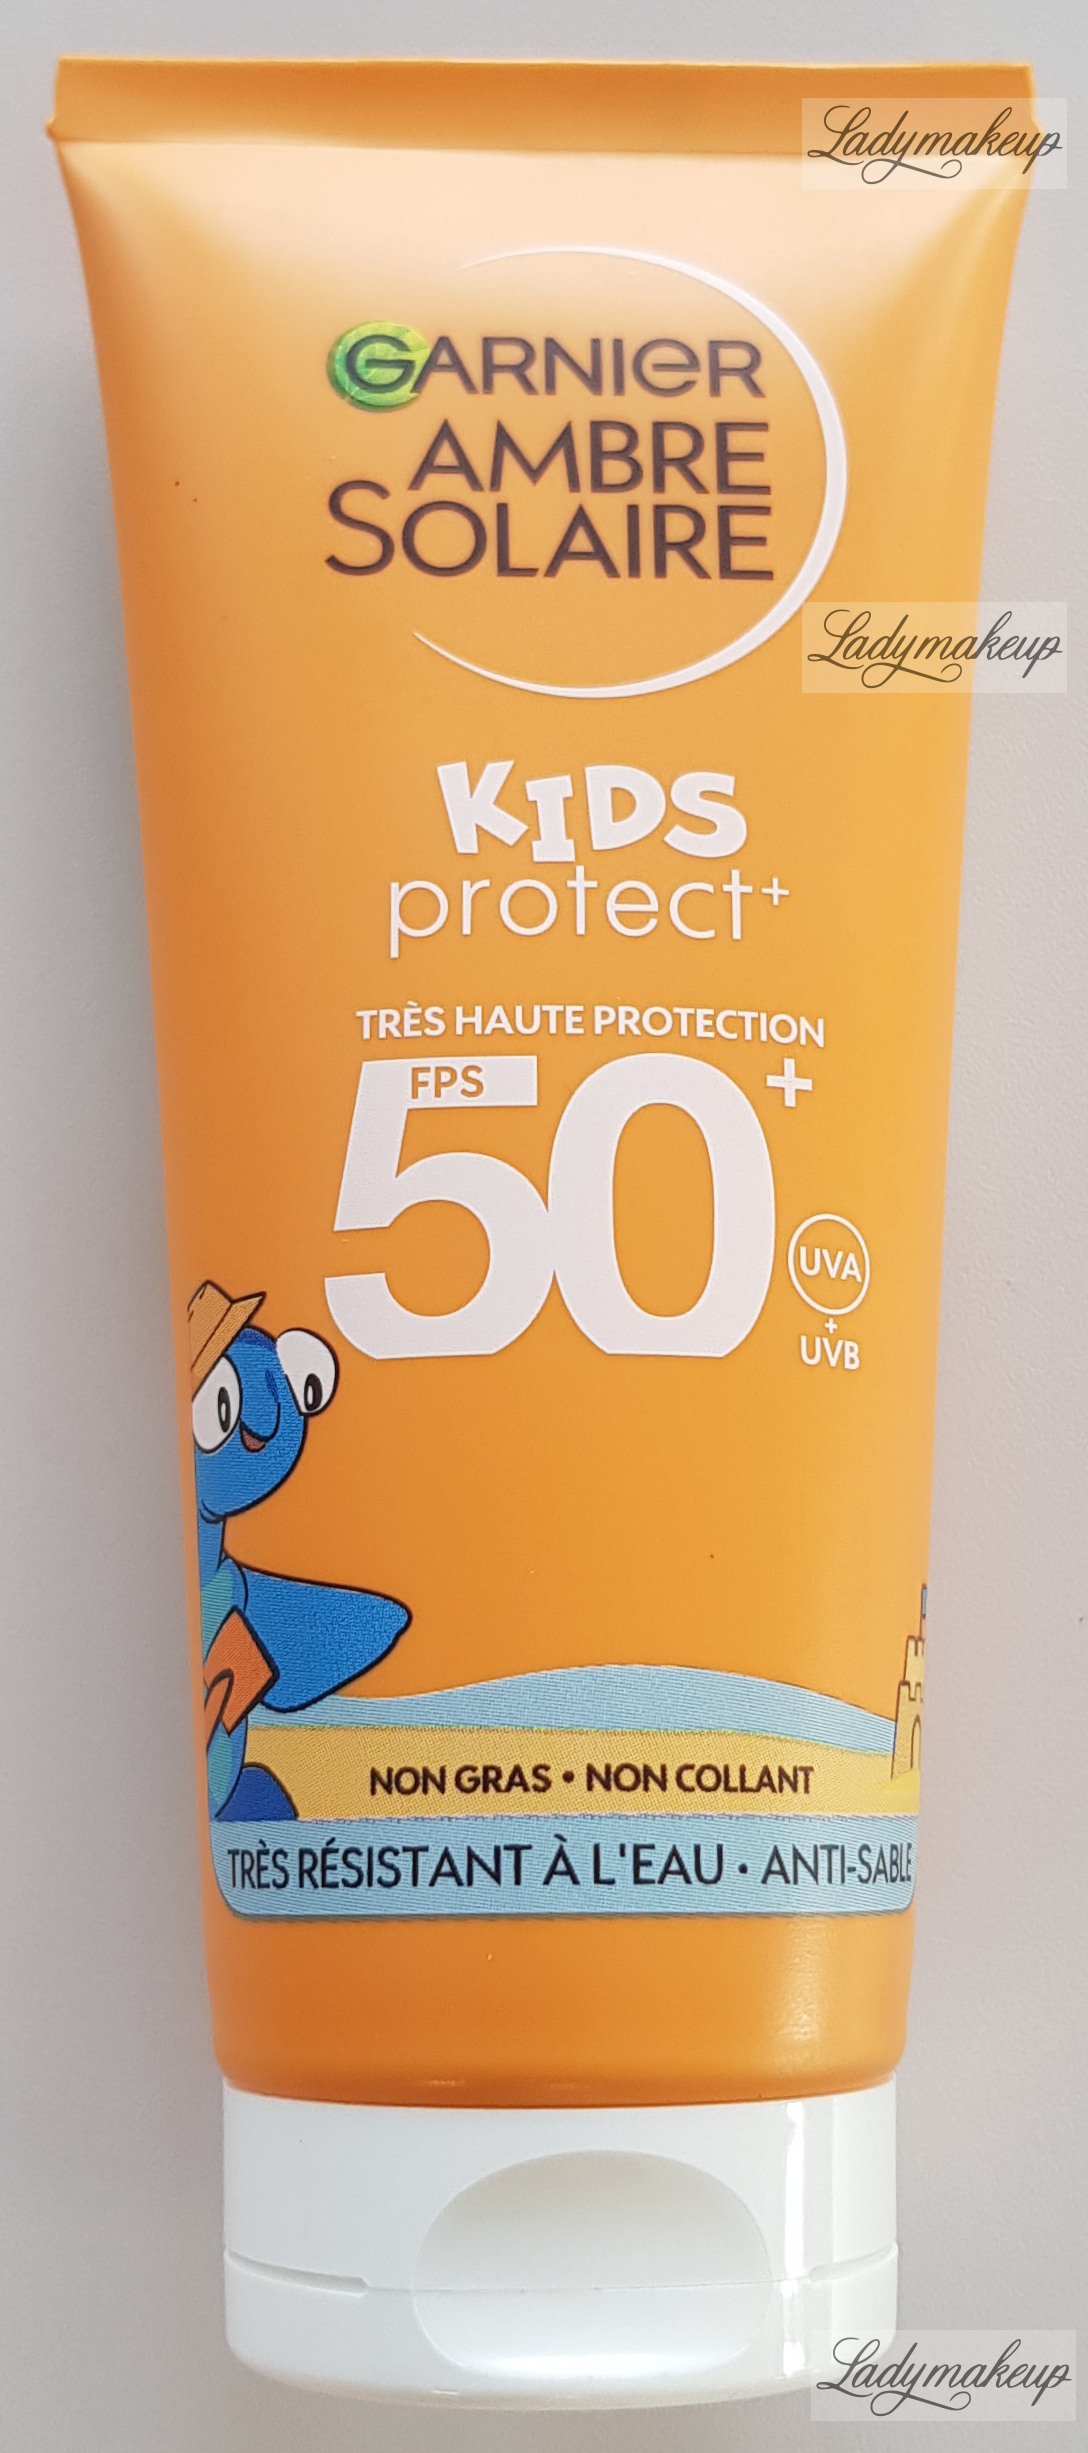 Ladymakeup
GARNIER
AMBRE
SOLAIRE
Ladymakeup
KIDS
protect+
TRÈS HAUTE PROTECTION
FPS
50+
UVA
+
UVB
NON GRAS • NON COLLANT
TRÈS RÉSISTANT À L'EAU • ANTI-SABLE
Ladymakeup